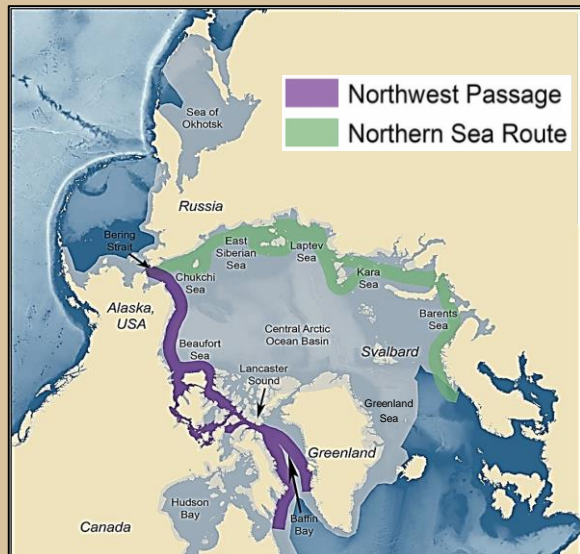 Northwest Passage
Northern Sea Route
Sea of
Okhotsk
Russia
Bering
Strait
East
Siberian
Sea
Laptev
Sea
Chukchi
Sea
Kara
Sea
Alaska,
USA
Barents
Sea
Beaufort
Sea
Central Arctic
Ocean Basin
Svalbard
Lancaster
Sound
Greenland
Sea
Greenland
Hudson
Bay
Baffin
Bay
Canada